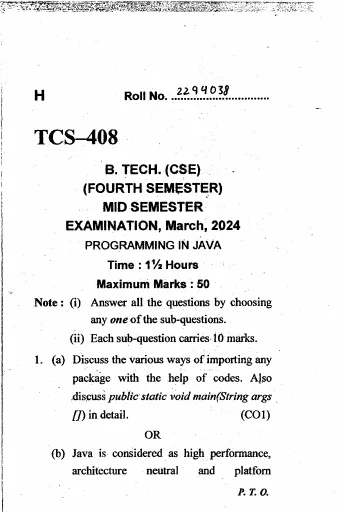 H
Roll No. 2294038
TCS–408
B. TECH. (CSE)
(FOURTH SEMESTER)
MID SEMESTER
EXAMINATION, March, 2024
PROGRAMMING IN JAVA
Time : 1½ Hours
Maximum Marks : 50
Note : (i) Answer all the questions by choosing
any one of the sub-questions.
(ii) Each sub-question carries 10 marks.
1. (a) Discuss the various ways of importing any
package with the help of codes. Also
discuss public static void main(String args
[]) in detail. (CO1)
OR
(b) Java is considered as high performance,
architecture neutral and platfom
P. T. O.